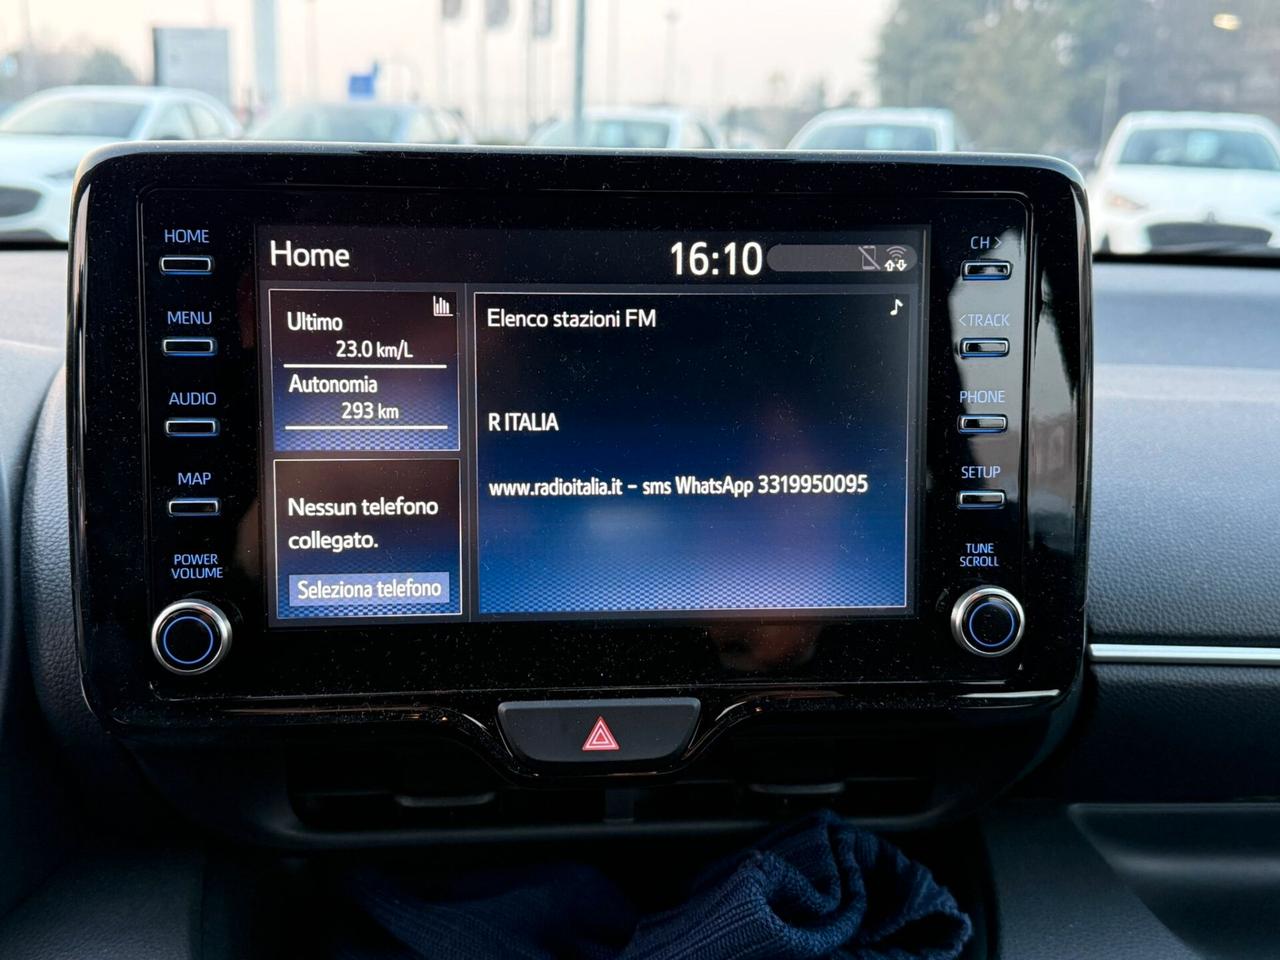 HOME
MENU
AUDIO
MAP
POWER
VOLUME
Home
16:10
Ultimo
23.0 km/L
Autonomia
293 km
Nessun telefono
collegato.
Seleziona telefono
Elenco stazioni FM
R ITALIA
www.radioitalia.it - sms WhatsApp 3319950095
CH >
<TRACK
PHONE
SETUP
TUNE
SCROLL